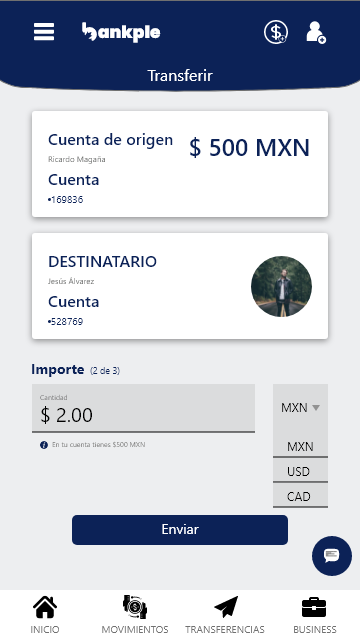 bankple
Transferir
Cuenta de origen
$ 500 MXN
Ricardo Magaña
Cuenta
•169836
DESTINATARIO
Jesús Álvarez
Cuenta
•528769
Importe (2 de 3)
Cantidad
$ 2.00
MXN
En tu cuenta tienes $500 MXN
MXN
USD
CAD
Enviar
INICIO
MOVIMIENTOS
TRANSFERENCIAS
BUSINESS